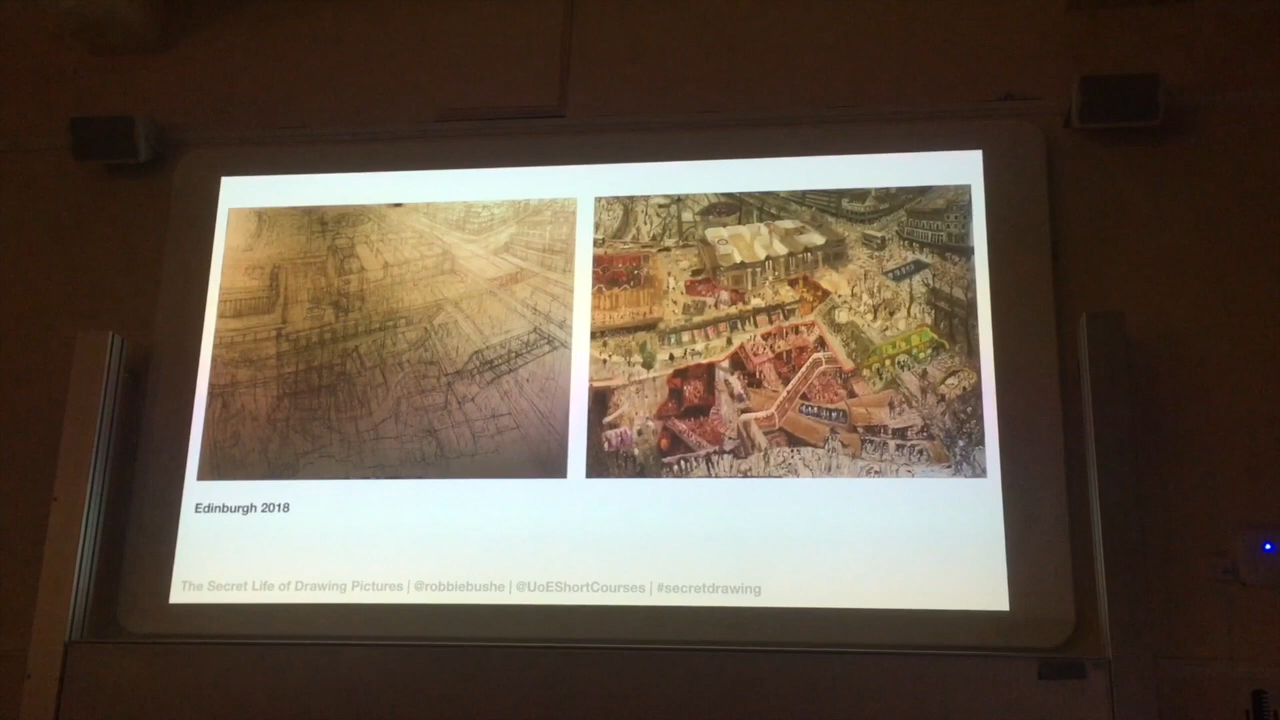 Edinburgh 2018
The Secret Life of Drawing Pictures | @robbiebushe | @UoEShortCourses | #secretdrawing